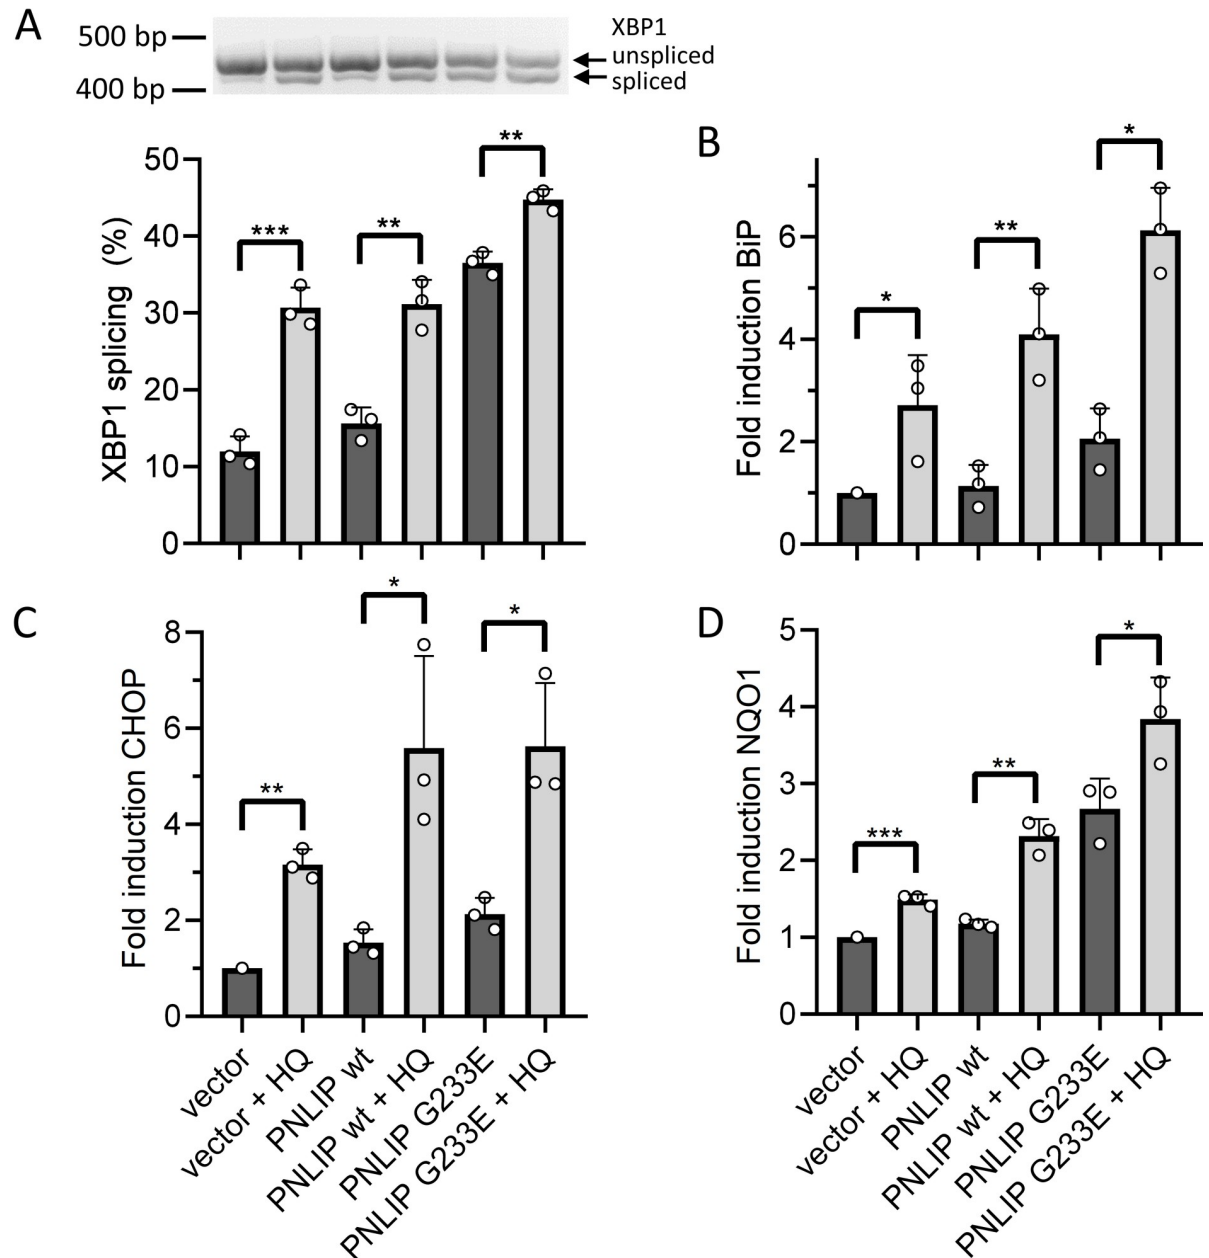 A
500 bp
400 bp
XBP1
unspliced
spliced
XBP1 splicing (%)
50
40
30
20
10
0
***
**
**
B
Fold induction BiP
6
4
2
0
*
**
*
C
Fold induction CHOP
8
6
4
2
0
**
*
*
vector
vector + HQ
PNLIP wt
PNLIP wt + HQ
PNLIP G233E
PNLIP G233E + HQ
D
Fold induction NQO1
5
4
3
2
1
0
***
**
*
vector
vector + HQ
PNLIP wt
PNLIP wt + HQ
PNLIP G233E
PNLIP G233E + HQ